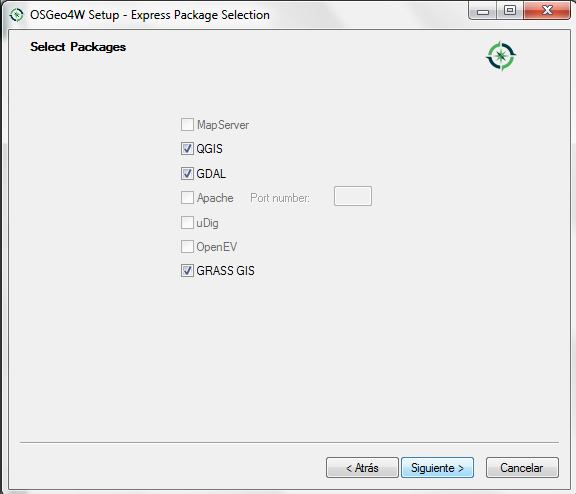 OSGeo4W Setup - Express Package Selection
Select Packages
MapServer
QGIS
GDAL
Apache Port number:
uDig
OpenEV
GRASS GIS
< Atrás Siguiente > Cancelar